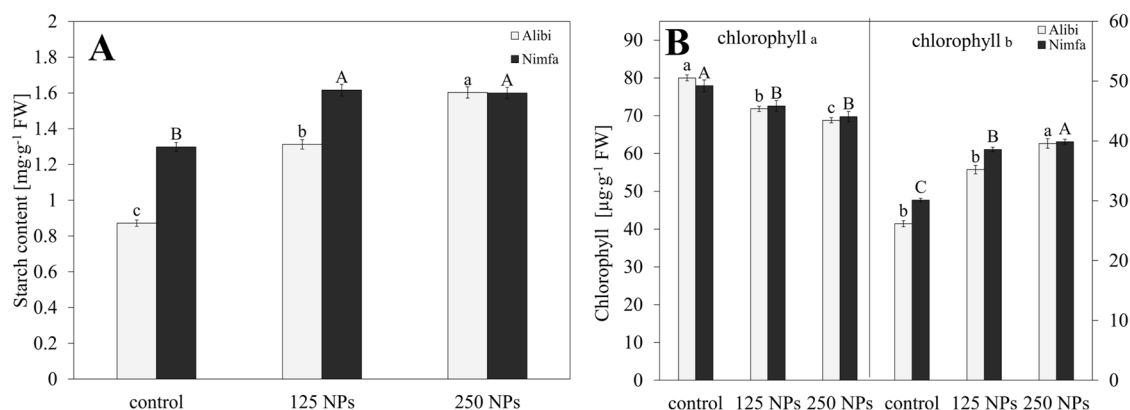 A
Alibi
Nimfa
Starch content [mg·g-1 FW]
2
1.8
1.6
1.4
1.2
1
0.8
0.6
0.4
0.2
0
c
B
b
A
a
A
control
125 NPs
250 NPs
B
chlorophyll a
chlorophyll b
Alibi
Nimfa
Chlorophyll [µg·g-1 FW]
90
80
70
60
50
40
30
20
10
0
a
A
b
B
c
B
b
C
b
B
a
A
60
50
40
30
20
10
0
control
125 NPs
250 NPs
control
125 NPs
250 NPs